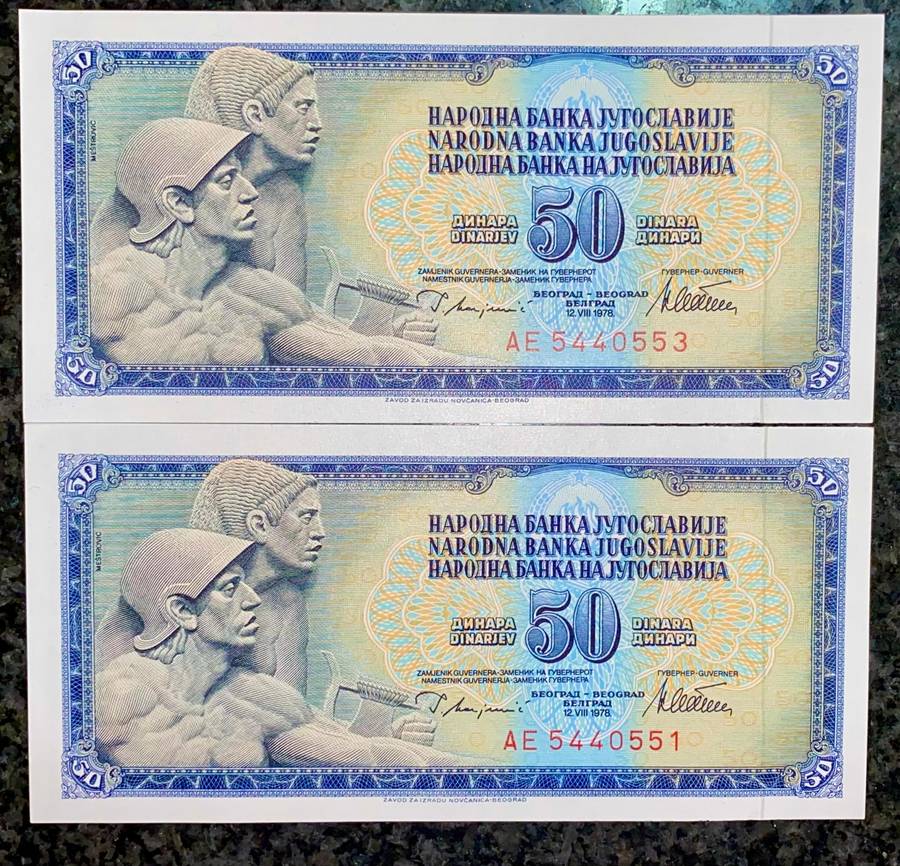 50
50
MEŠTROVIĆ
НАРОДНА БАНКА ЈУГОСЛАВИЈЕ
NARODNA BANKA JUGOSLAVIJE
НАРОДНА БАНКА НА ЈУГОСЛАВИЈА
ДИНАРА 50 DINARA
DINARJEV ДИНАРИ
ZAMJENIK GUVERNERA-ЗАМЕНИК НА ГУВЕРНЕРОТ ГУВЕРНЕР-GUVERNER
NAMESTNIK GUVERNERJA-ЗАМЕНИК ГУВЕРНЕРА
БЕОГРАД - BEOGRAD
БЕЛГРАД
12. VIII 1978.
AE 5440553
50
50
ZAVOD ZA IZRADU NOVČANICA-BEOGRAD
50
50
MEŠTROVIĆ
НАРОДНА БАНКА ЈУГОСЛАВИЈЕ
NARODNA BANKA JUGOSLAVIJE
НАРОДНА БАНКА НА ЈУГОСЛАВИЈА
ДИНАРА 50 DINARA
DINARJEV ДИНАРИ
ZAMJENIK GUVERNERA-ЗАМЕНИК НА ГУВЕРНЕРОТ ГУВЕРНЕР-GUVERNER
NAMESTNIK GUVERNERJA-ЗАМЕНИК ГУВЕРНЕРА
БЕОГРАД - BEOGRAD
БЕЛГРАД
12. VIII 1978.
AE 5440551
50
50
ZAVOD ZA IZRADU NOVČANICA-BEOGRAD